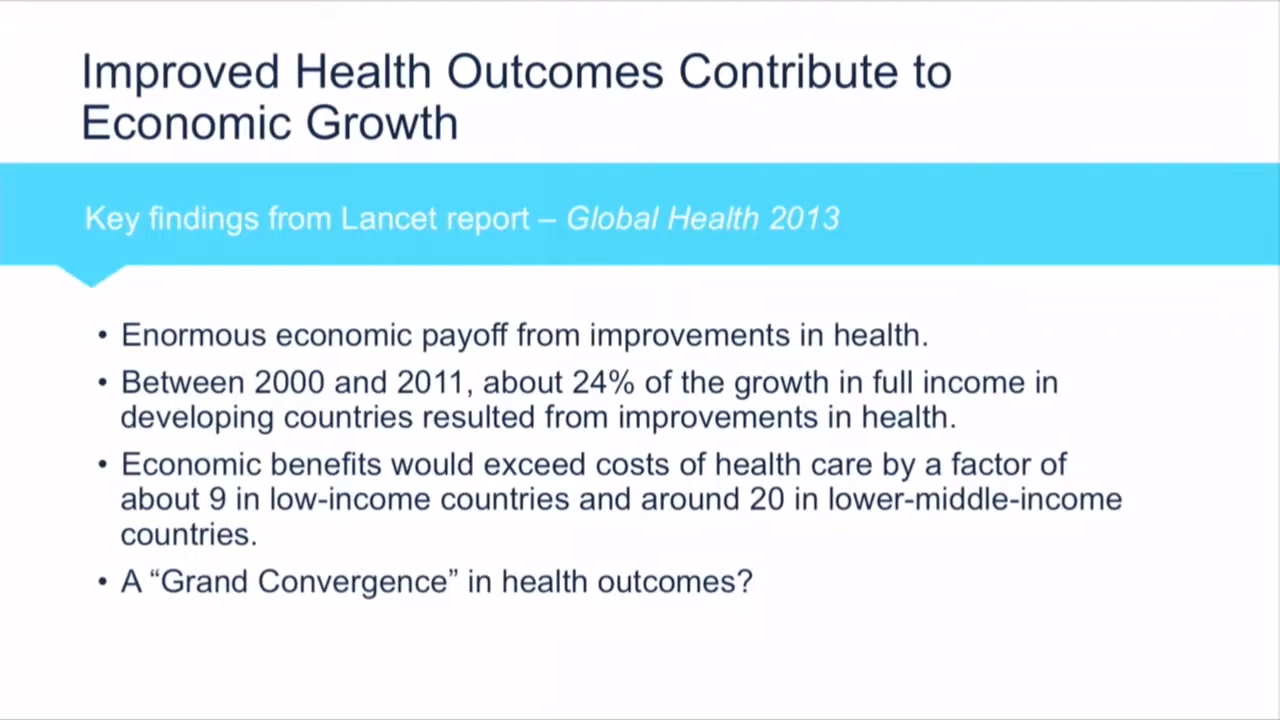 Improved Health Outcomes Contribute to
Economic Growth
Key findings from Lancet report – Global Health 2013
• Enormous economic payoff from improvements in health.
• Between 2000 and 2011, about 24% of the growth in full income in
developing countries resulted from improvements in health.
• Economic benefits would exceed costs of health care by a factor of
about 9 in low-income countries and around 20 in lower-middle-income
countries.
• A “Grand Convergence” in health outcomes?